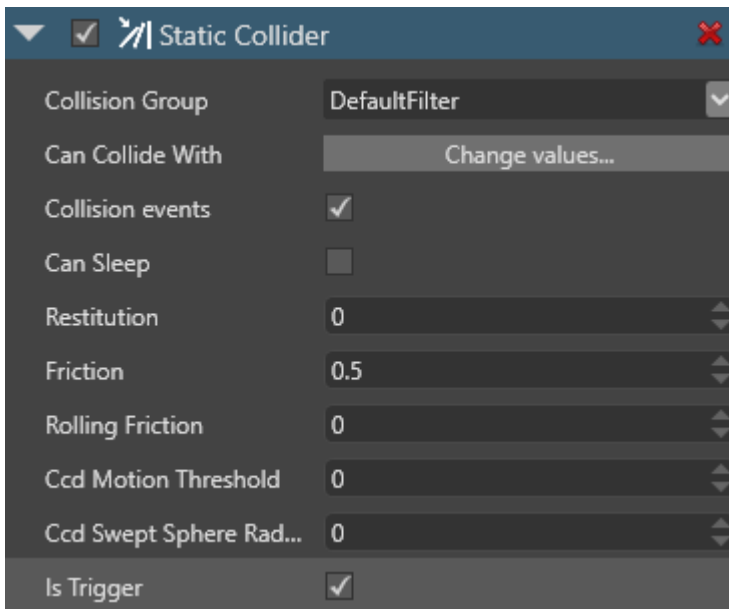 Static Collider
Collision Group DefaultFilter
Can Collide With Change values...
Collision events
Can Sleep
Restitution 0
Friction 0.5
Rolling Friction 0
Ccd Motion Threshold 0
Ccd Swept Sphere Rad... 0
Is Trigger